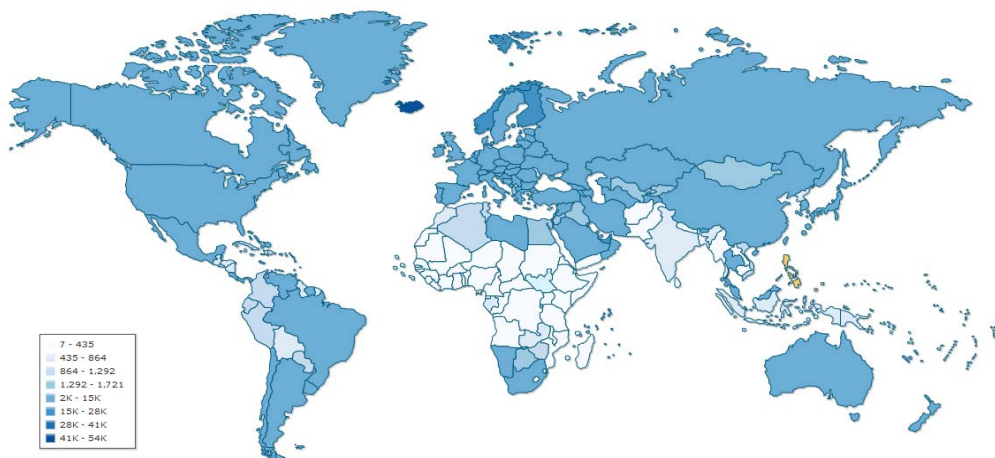 7 - 435
435 - 864
864 - 1,292
1,292 - 1,721
2K - 15K
15K - 28K
28K - 41K
41K - 54K